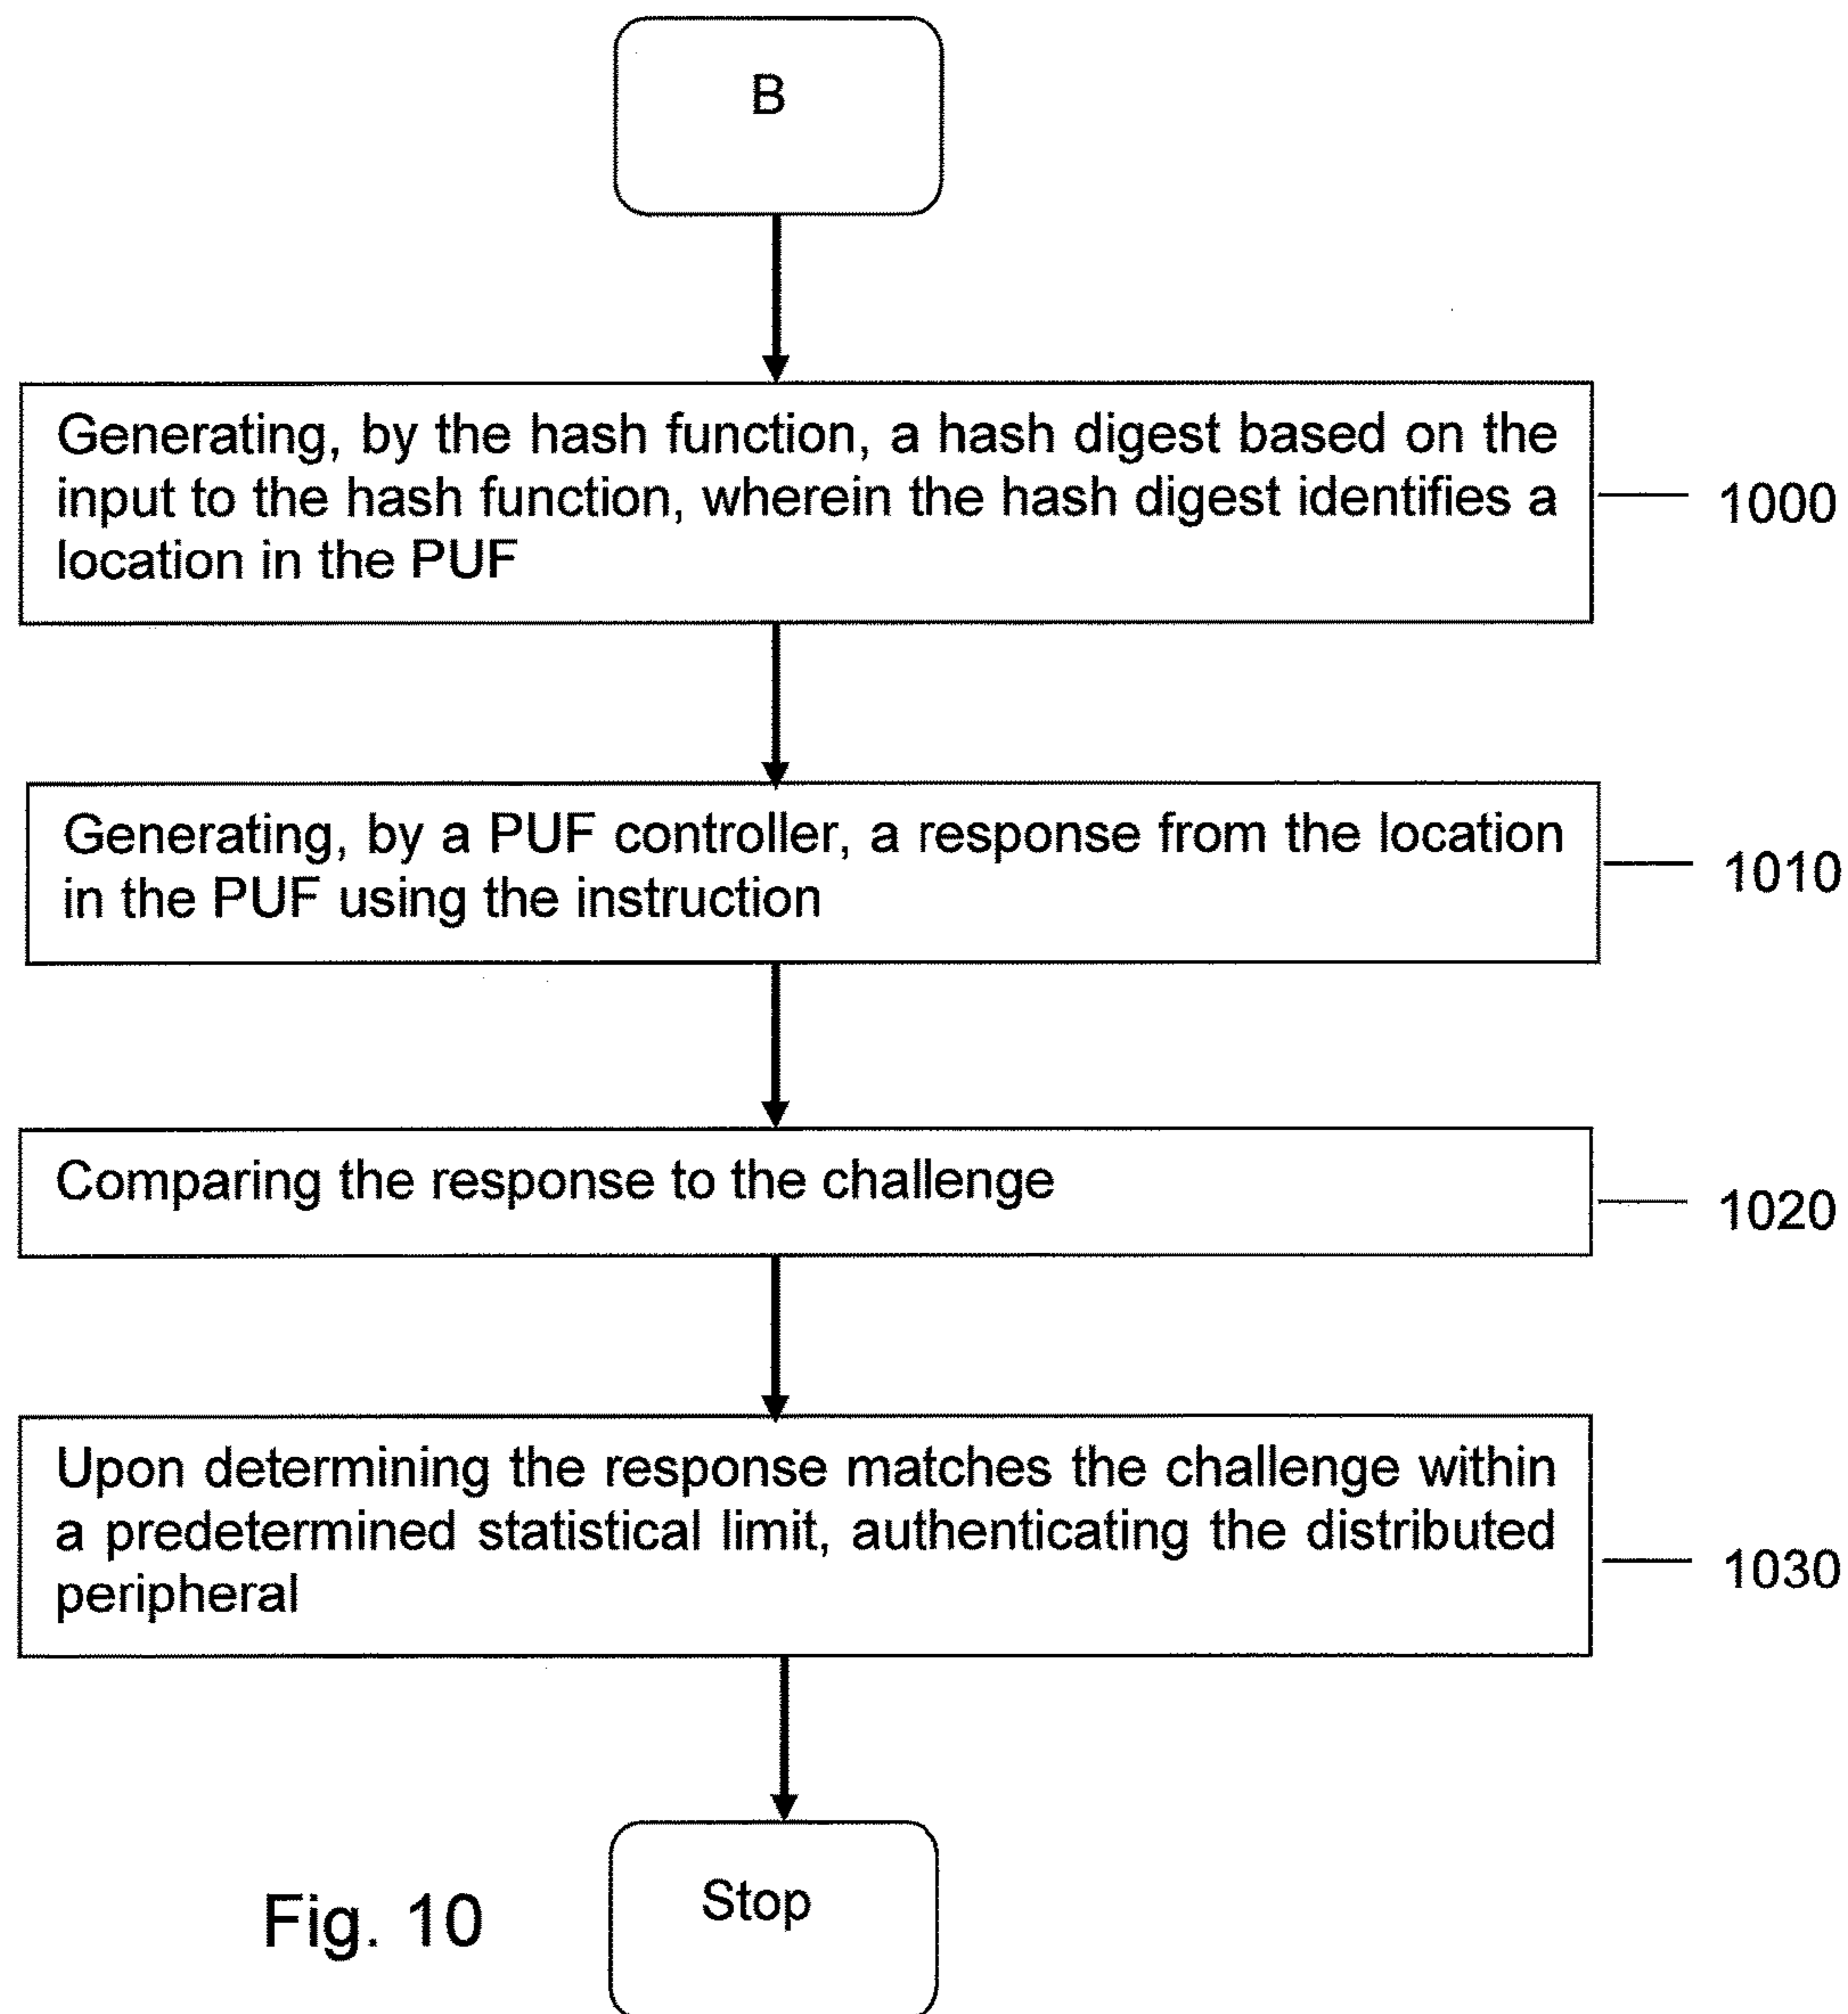 B
Generating, by the hash function, a hash digest based on the
input to the hash function, wherein the hash digest identifies a
location in the PUF
1000
Generating, by a PUF controller, a response from the location
in the PUF using the instruction
1010
Comparing the response to the challenge
1020
Upon determining the response matches the challenge within
a predetermined statistical limit, authenticating the distributed
peripheral
1030
Stop
Fig. 10